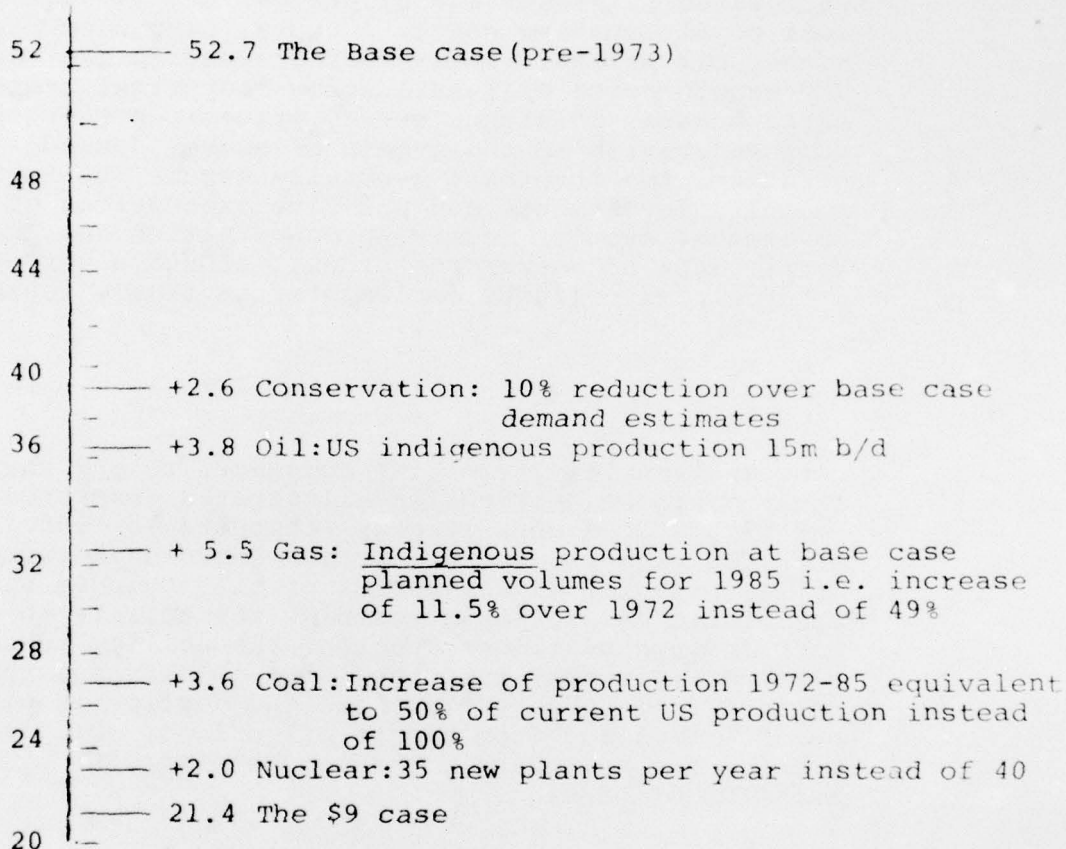 52 52.7 The Base case(pre-1973)
48
44
40
+2.6 Conservation: 10% reduction over base case
demand estimates
36 +3.8 Oil:US indigenous production 15m b/d
+ 5.5 Gas: Indigenous production at base case
32 planned volumes for 1985 i.e. increase
of 11.5% over 1972 instead of 49%
28
+3.6 Coal:Increase of production 1972-85 equivalent
to 50% of current US production instead
24 of 100%
+2.0 Nuclear:35 new plants per year instead of 40
21.4 The $9 case
20